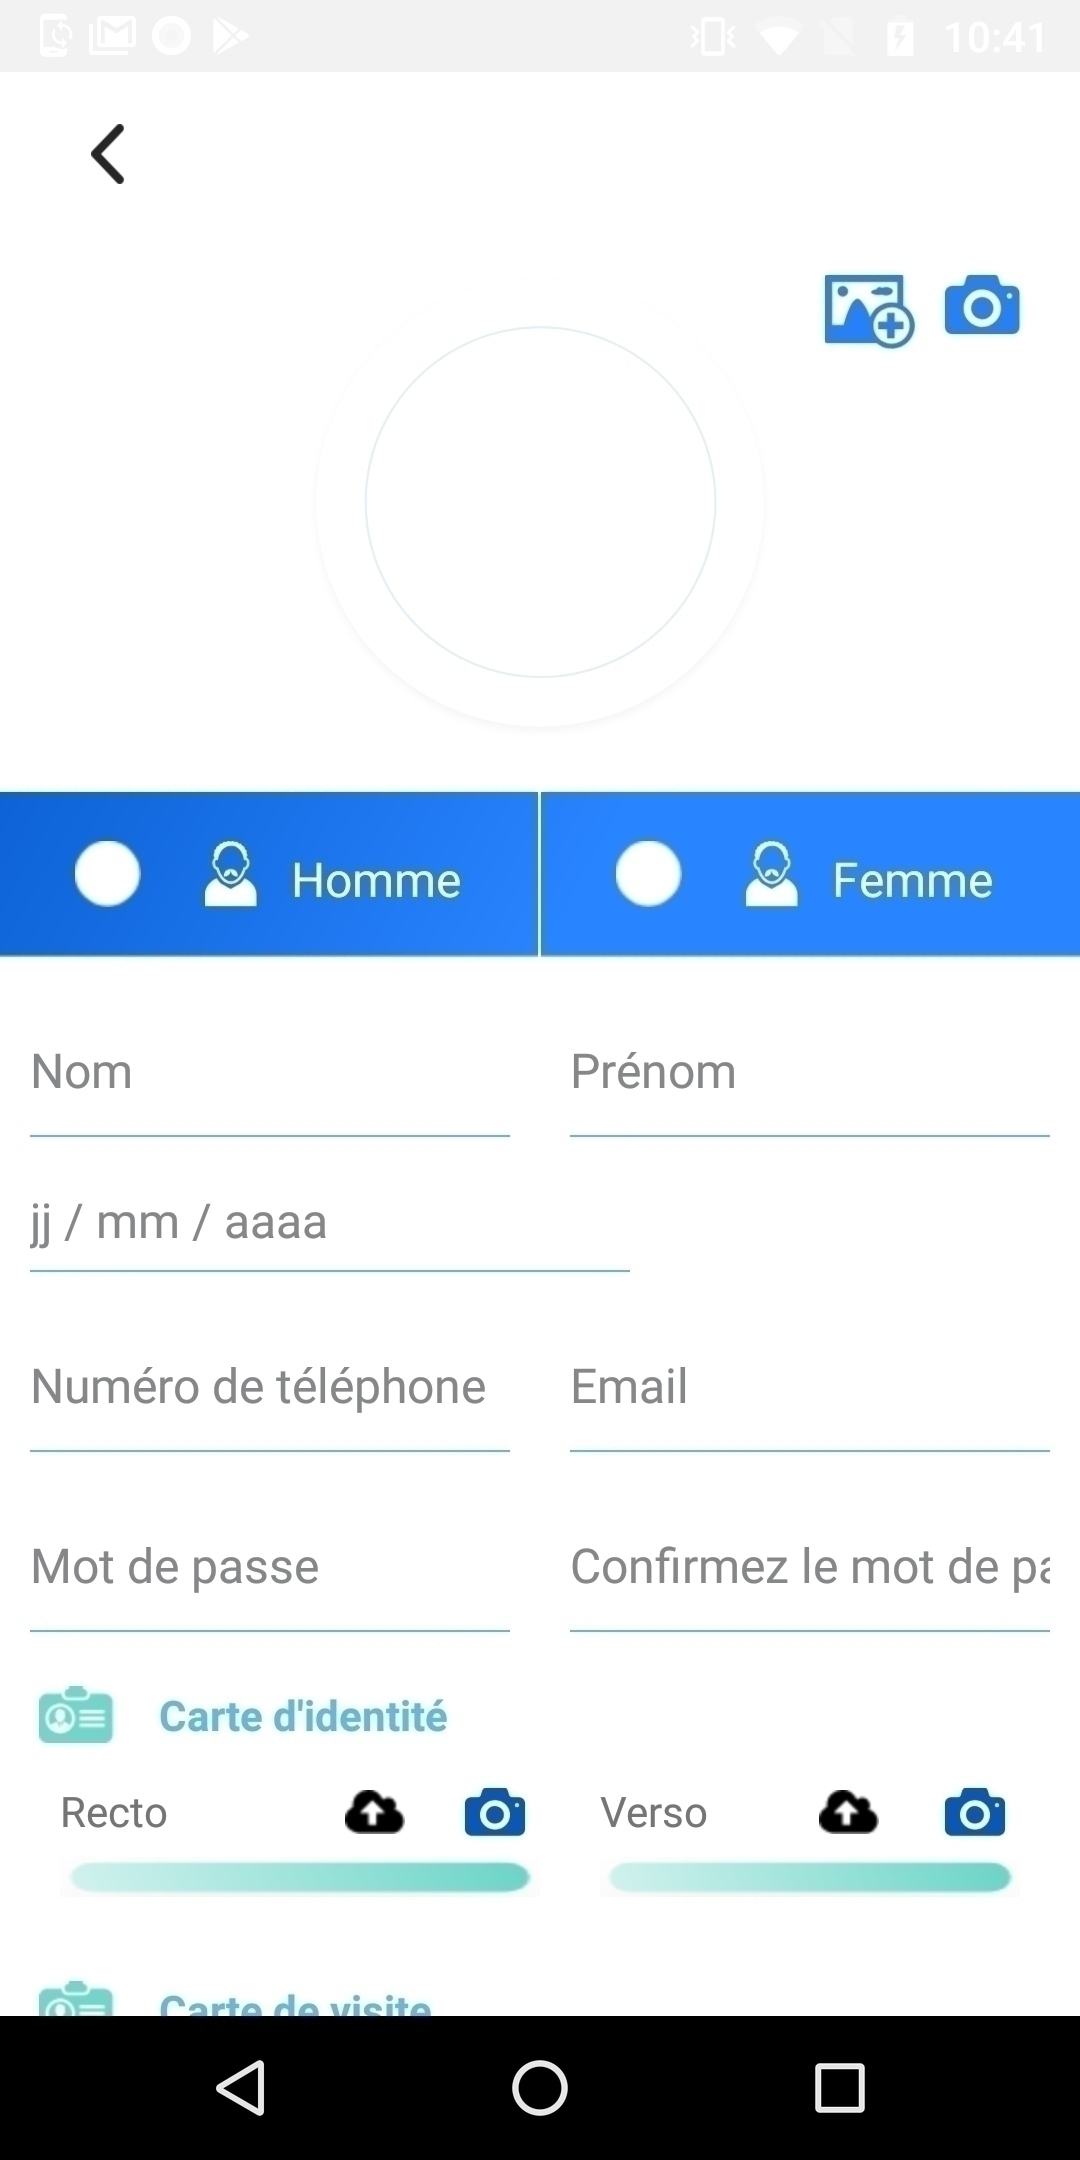 10:41
Homme Femme
Nom Prénom
jj / mm / aaaa
Numéro de téléphone Email
Mot de passe Confirmez le mot de pa
Carte d'identité
Recto Verso
Carte de visite